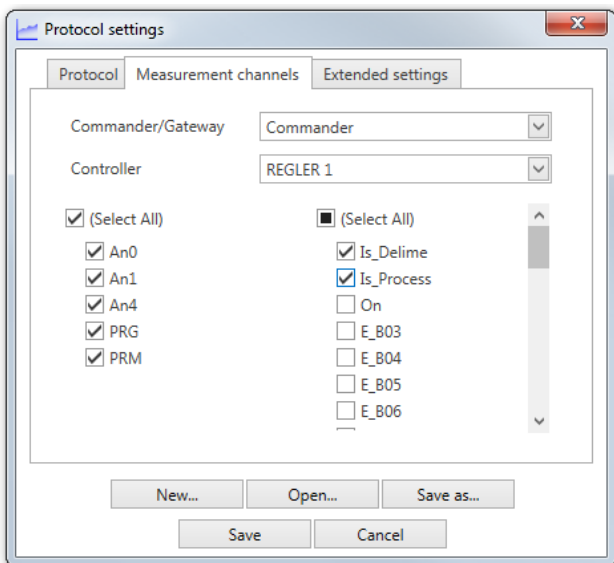 Protocol settings
Protocol Measurement channels Extended settings
Commander/Gateway Commander
Controller REGLER 1
(Select All) (Select All)
An0 Is_Delime
An1 Is_Process
An4 On
PRG E_B03
PRM E_B04
E_B05
E_B06
New... Open... Save as...
Save Cancel